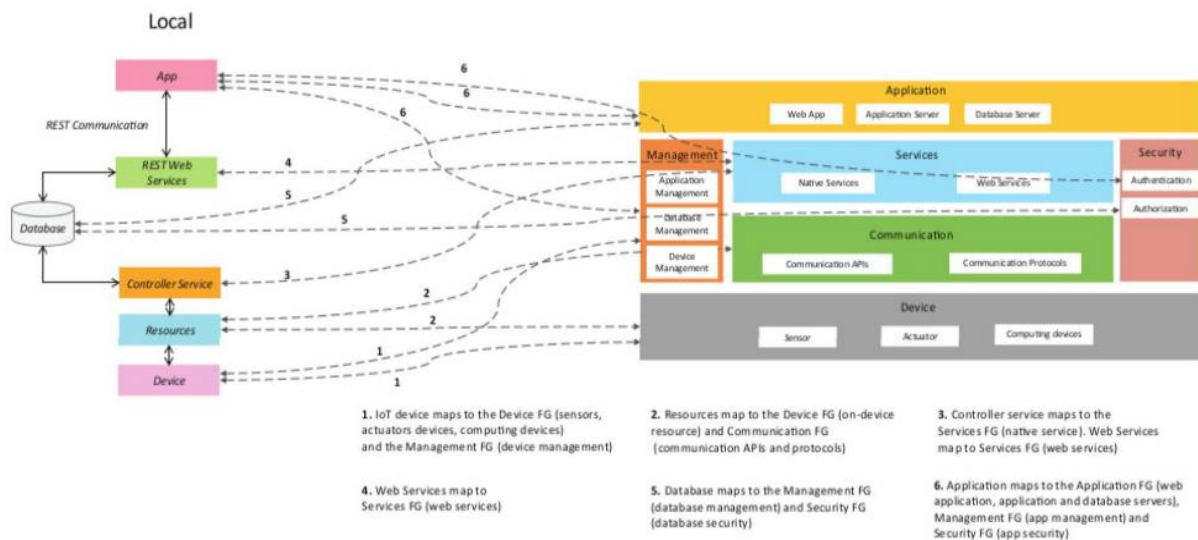 Local
App
REST Communication
REST Web
Services
Database
Controller Service
Resources
Device
6
6
6
4
5
5
3
2
2
1
1
Application
Web App
Application Server
Database Server
Management
Application
Management
Database
Management
Device
Management
Services
Native Services
Web Services
Communication
Communication APIs
Communication Protocols
Security
Authentication
Authorization
Device
Sensor
Actuator
Computing devices
1. IoT device maps to the Device FG (sensors,
actuators devices, computing devices)
and the Management FG (device management)
2. Resources map to the Device FG (on-device
resource) and Communication FG
(communication APIs and protocols)
3. Controller service maps to the
Services FG (native service). Web Services
map to Services FG (web services)
4. Web Services map to
Services FG (web services)
5. Database maps to the Management FG
(database management) and Security FG
(database security)
6. Application maps to the Application FG (web
application, application and database servers),
Management FG (app management) and
Security FG (app security)